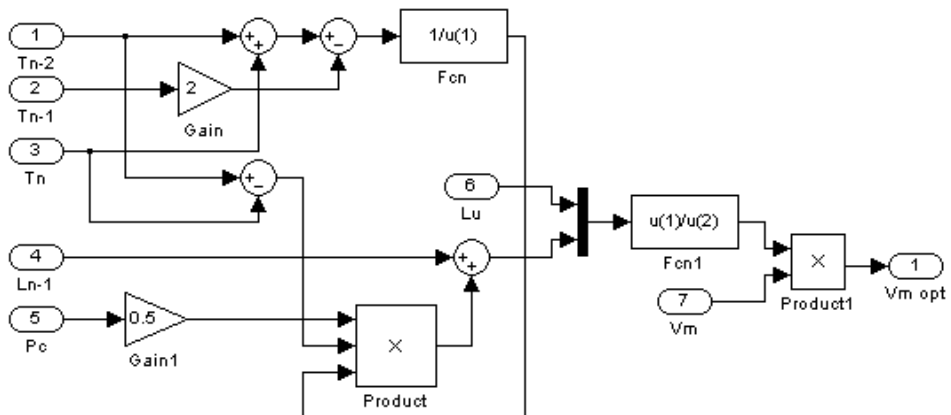 1
Tn-2
2
Tn-1
3
Tn
2
Gain
+
+
+
−
1/u(1)
Fcn
+
−
6
Lu
4
Ln-1
+
+
5
Pc
0.5
Gain1
×
Product
u(1)/u(2)
Fcn1
7
Vm
×
Product1
1
Vm opt